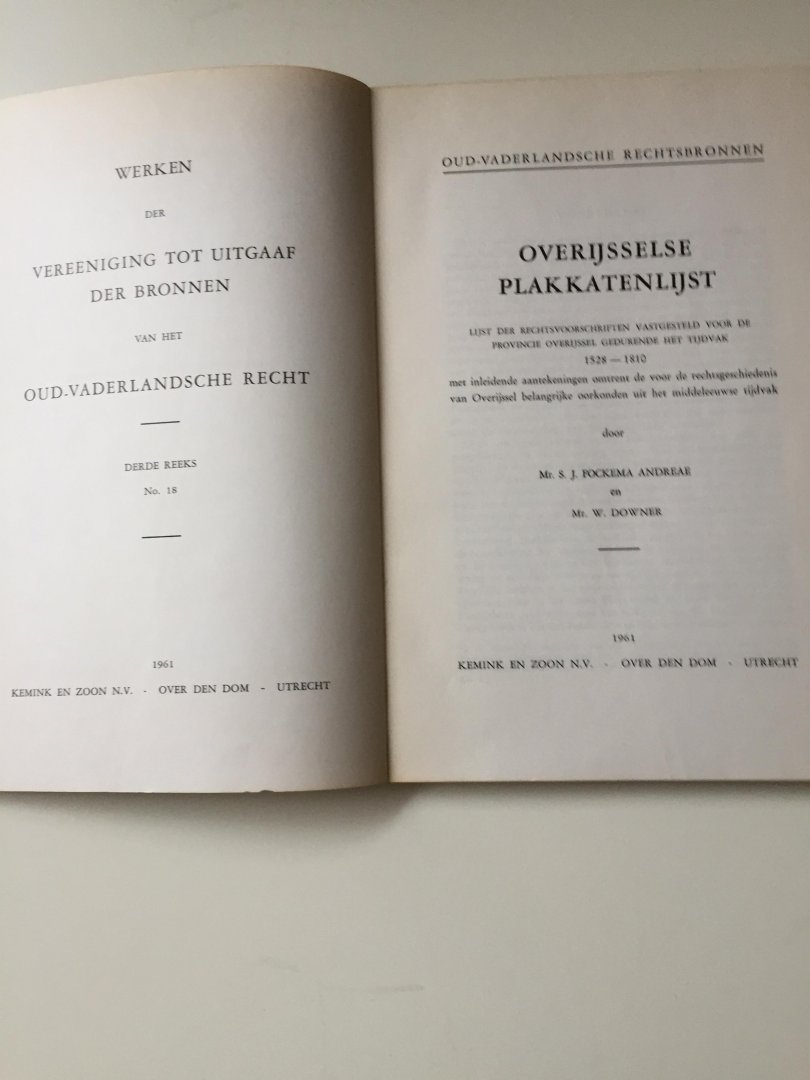 WERKEN
DER
VEREENIGING TOT UITGAAF
DER BRONNEN
VAN HET
OUD-VADERLANDSCHE RECHT
DERDE REEKS
No. 18
1961
KEMINK EN ZOON N.V. - OVER DEN DOM - UTRECHT
OUD-VADERLANDSCHE RECHTSBRONNEN
OVERIJSSELSE
PLAKKATENLIJST
LIJST DER RECHTSVOORSCHRIFTEN VASTGESTELD VOOR DE
PROVINCIE OVERIJSSEL GEDURENDE HET TIJDVAK
1528 — 1810
met inleidende aantekeningen omtrent de voor de rechtsgeschiedenis
van Overijssel belangrijke oorkonden uit het middeleeuwse tijdvak
door
Mr. S. J. FOCKEMA ANDREAE
en
Mr. W. DOWNER
1961
KEMINK EN ZOON N.V. - OVER DEN DOM - UTRECHT